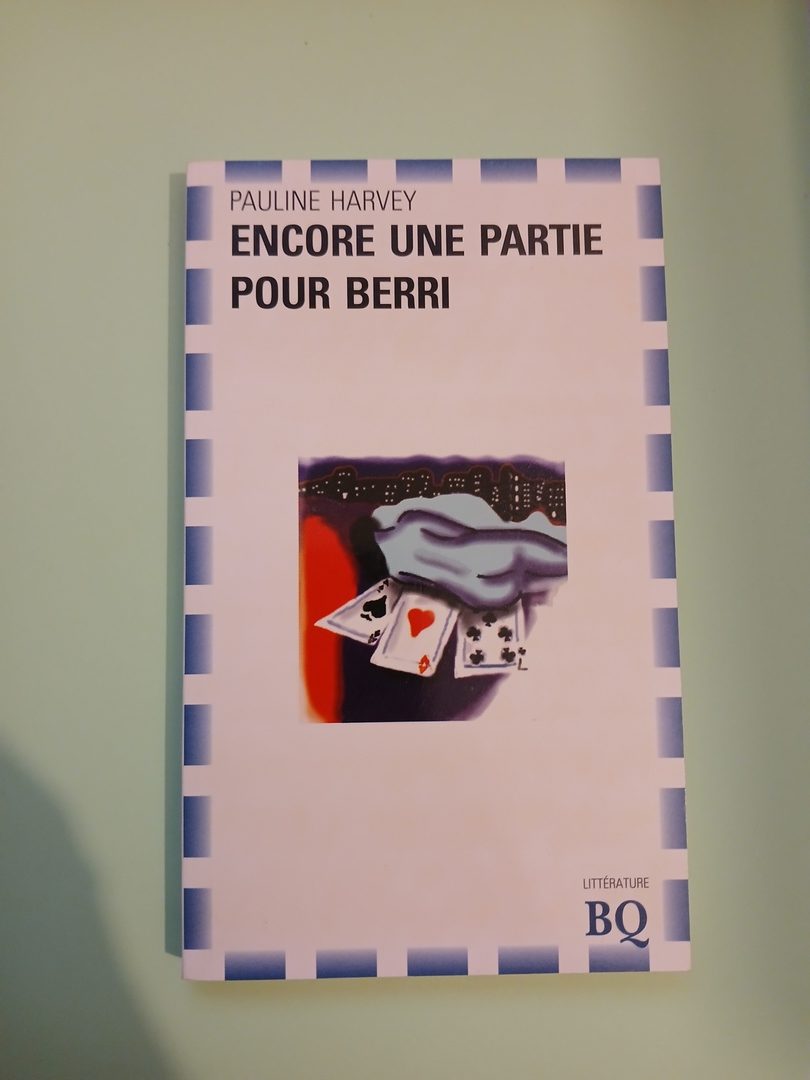 PAULINE HARVEY
ENCORE UNE PARTIE
POUR BERRI
LITTÉRATURE
BQ